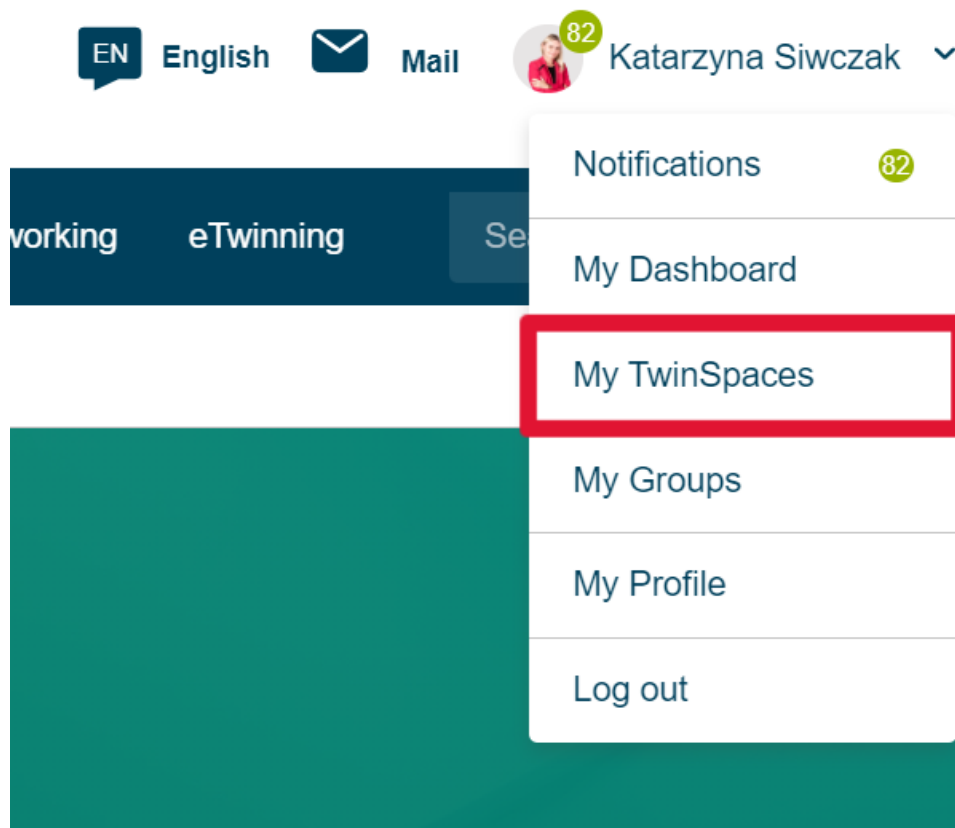 EN English Mail 82 Katarzyna Siwczak
Notifications 82
eTwinning
My Dashboard
My TwinSpaces
My Groups
My Profile
Log out